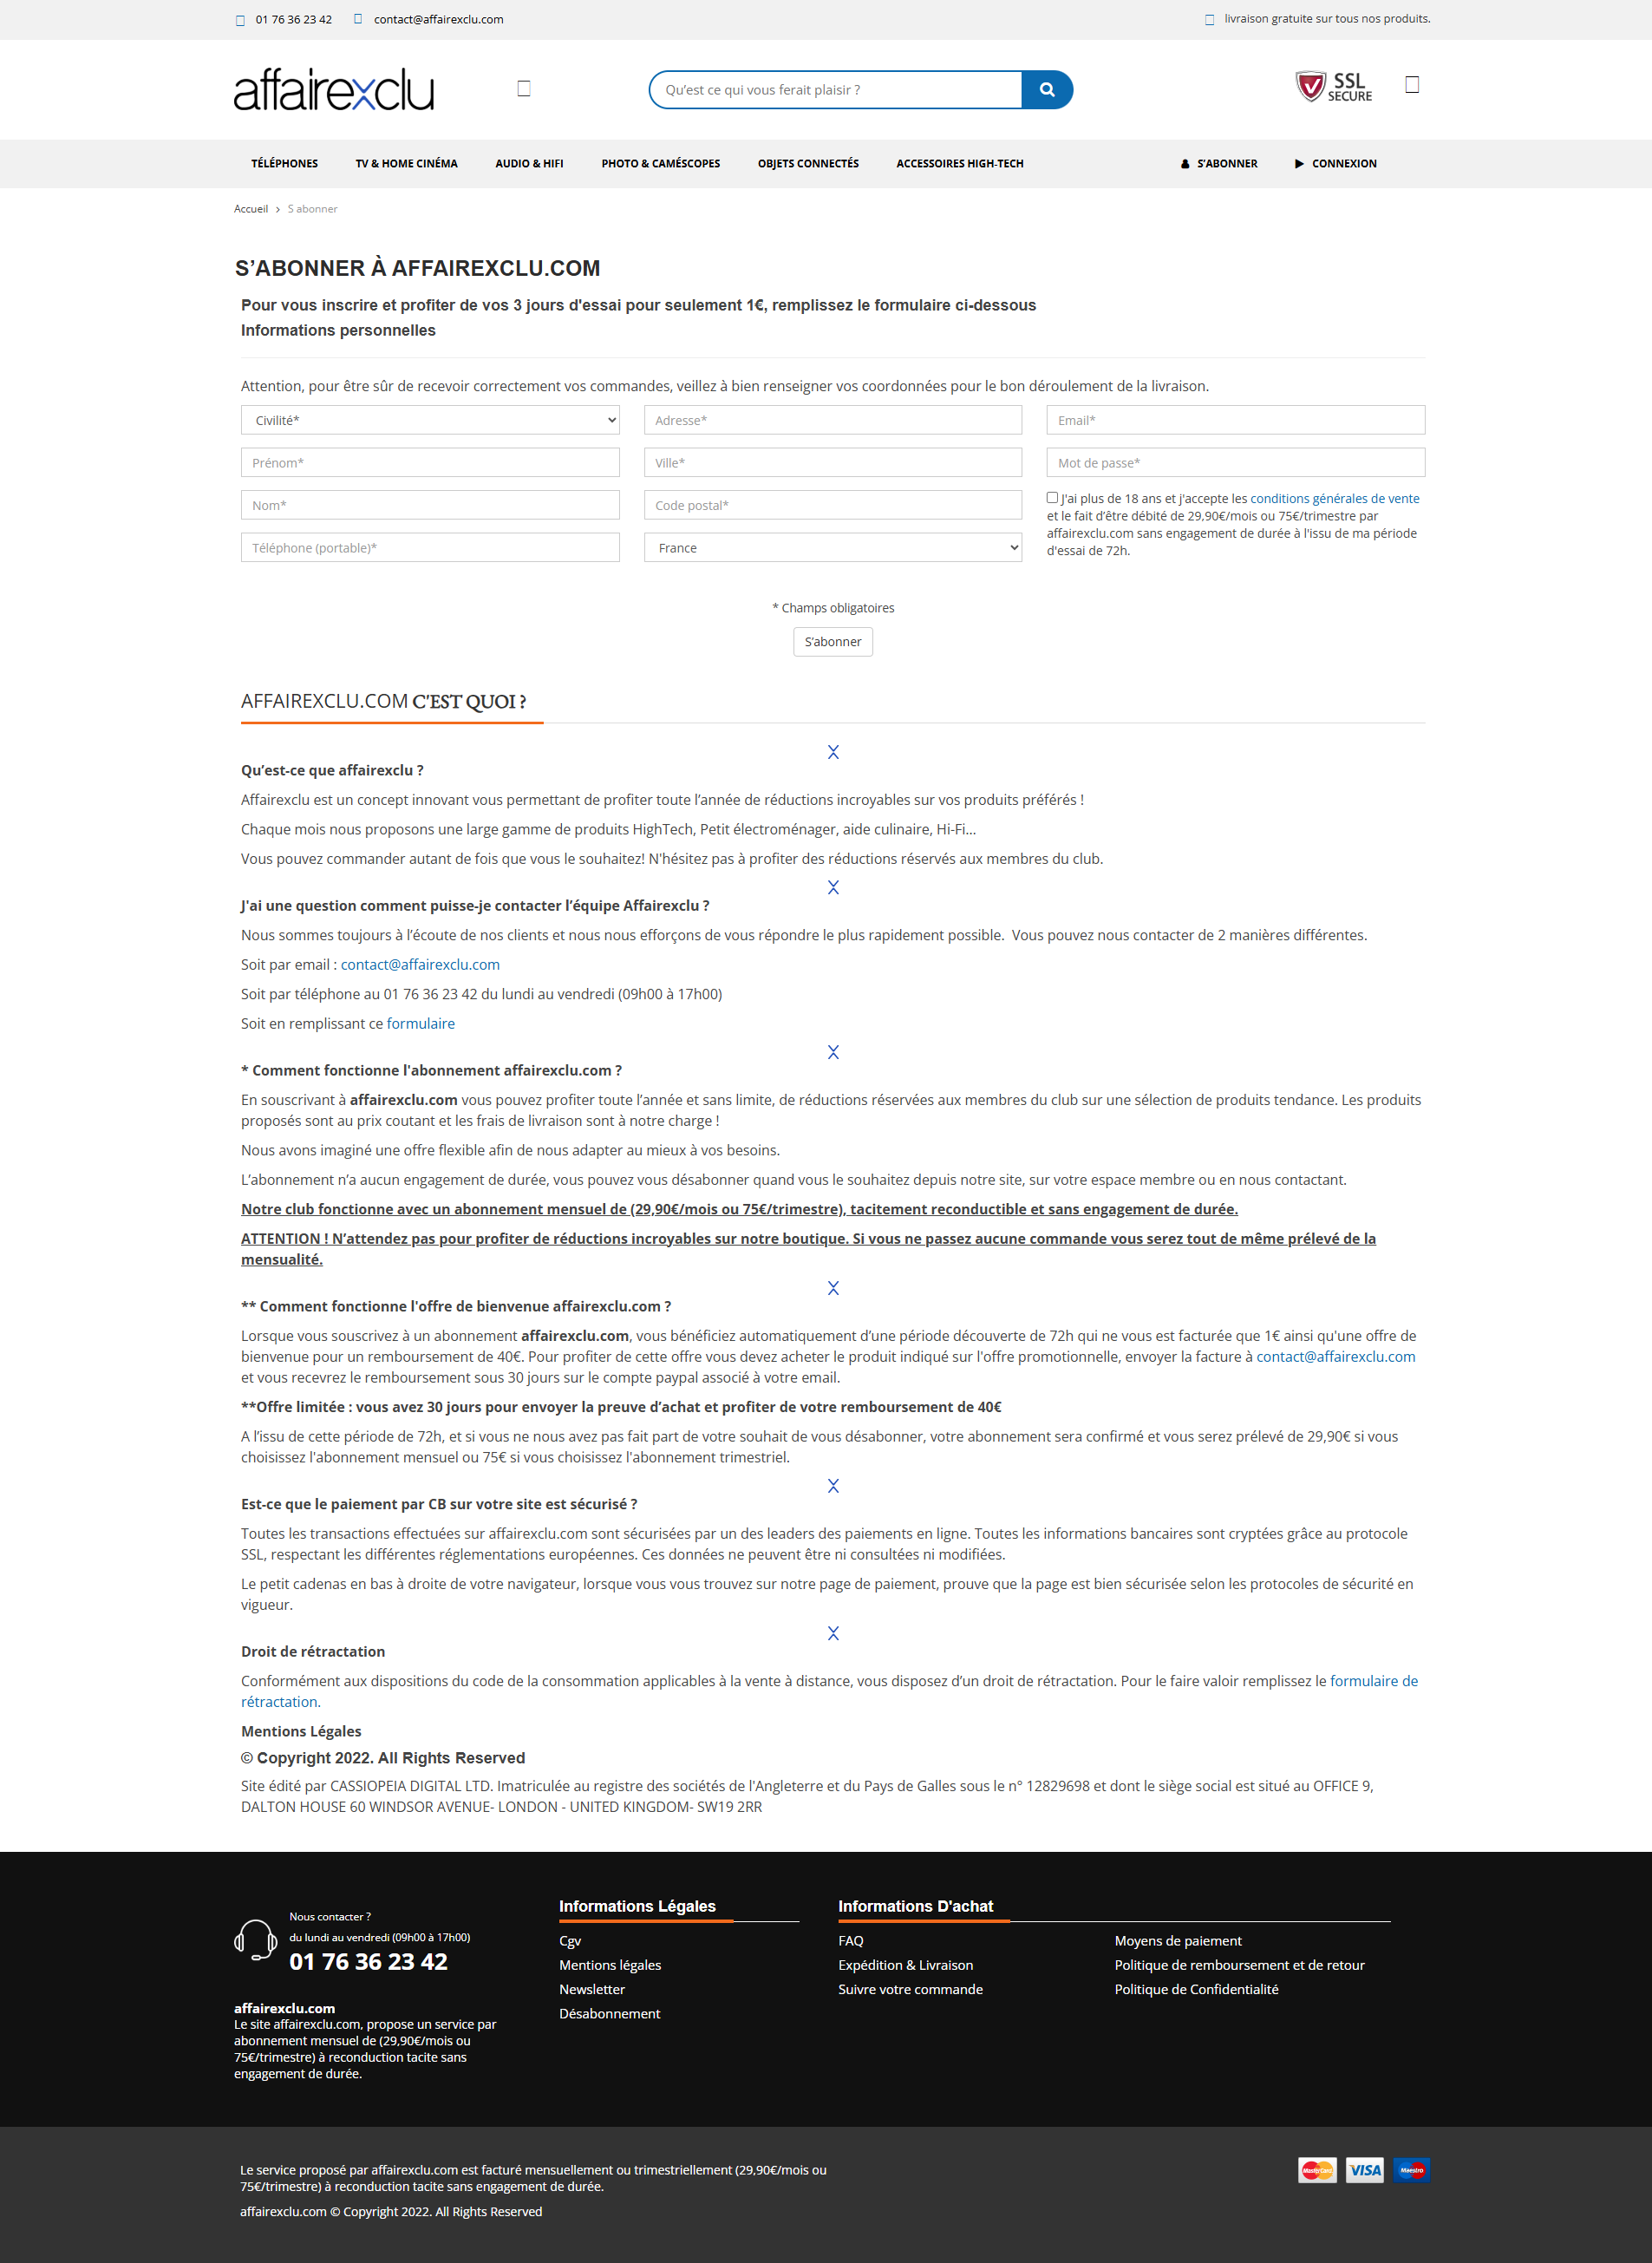 01 76 36 23 42
contact@affairexclu.com
livraison gratuite sur tous nos produits.
affairexclu
Qu'est ce qui vous ferait plaisir ?
SSL
SECURE
TÉLÉPHONES
TV & HOME CINÉMA
AUDIO & HIFI
PHOTO & CAMÉSCOPES
OBJETS CONNECTÉS
ACCESSOIRES HIGH-TECH
S'ABONNER
CONNEXION
Accueil > S abonner
S'ABONNER À AFFAIREXCLU.COM
Pour vous inscrire et profiter de vos 3 jours d'essai pour seulement 1€, remplissez le formulaire ci-dessous
Informations personnelles
Attention, pour être sûr de recevoir correctement vos commandes, veillez à bien renseigner vos coordonnées pour le bon déroulement de la livraison.
Civilité*
Adresse*
Email*
Prénom*
Ville*
Mot de passe*
Nom*
Code postal*
Téléphone (portable)*
France
J'ai plus de 18 ans et j'accepte les conditions générales de vente
et le fait d'être débité de 29,90€/mois ou 75€/trimestre par
affairexclu.com sans engagement de durée à l'issu de ma période
d'essai de 72h.
* Champs obligatoires
S'abonner
AFFAIREXCLU.COM C'EST QUOI ?
Qu'est-ce que affairexclu ?
Affairexclu est un concept innovant vous permettant de profiter toute l'année de réductions incroyables sur vos produits préférés !
Chaque mois nous proposons une large gamme de produits HighTech, Petit électroménager, aide culinaire, Hi-Fi...
Vous pouvez commander autant de fois que vous le souhaitez! N'hésitez pas à profiter des réductions réservés aux membres du club.
J'ai une question comment puisse-je contacter l'équipe Affairexclu ?
Nous sommes toujours à l'écoute de nos clients et nous nous efforçons de vous répondre le plus rapidement possible.  Vous pouvez nous contacter de 2 manières différentes.
Soit par email : contact@affairexclu.com
Soit par téléphone au 01 76 36 23 42 du lundi au vendredi (09h00 à 17h00)
Soit en remplissant ce formulaire
* Comment fonctionne l'abonnement affairexclu.com ?
En souscrivant à affairexclu.com vous pouvez profiter toute l'année et sans limite, de réductions réservées aux membres du club sur une sélection de produits tendance. Les produits
proposés sont au prix coutant et les frais de livraison sont à notre charge !
Nous avons imaginé une offre flexible afin de nous adapter au mieux à vos besoins.
L'abonnement n'a aucun engagement de durée, vous pouvez vous désabonner quand vous le souhaitez depuis notre site, sur votre espace membre ou en nous contactant.
Notre club fonctionne avec un abonnement mensuel de (29,90€/mois ou 75€/trimestre), tacitement reconductible et sans engagement de durée.
ATTENTION ! N'attendez pas pour profiter de réductions incroyables sur notre boutique. Si vous ne passez aucune commande vous serez tout de même prélevé de la
mensualité.
** Comment fonctionne l'offre de bienvenue affairexclu.com ?
Lorsque vous souscrivez à un abonnement affairexclu.com, vous bénéficiez automatiquement d'une période découverte de 72h qui ne vous est facturée que 1€ ainsi qu'une offre de
bienvenue pour un remboursement de 40€. Pour profiter de cette offre vous devez acheter le produit indiqué sur l'offre promotionnelle, envoyer la facture à contact@affairexclu.com
et vous recevrez le remboursement sous 30 jours sur le compte paypal associé à votre email.
**Offre limitée : vous avez 30 jours pour envoyer la preuve d'achat et profiter de votre remboursement de 40€
A l'issu de cette période de 72h, et si vous ne nous avez pas fait part de votre souhait de vous désabonner, votre abonnement sera confirmé et vous serez prélevé de 29,90€ si vous
choisissez l'abonnement mensuel ou 75€ si vous choisissez l'abonnement trimestriel.
Est-ce que le paiement par CB sur votre site est sécurisé ?
Toutes les transactions effectuées sur affairexclu.com sont sécurisées par un des leaders des paiements en ligne. Toutes les informations bancaires sont cryptées grâce au protocole
SSL, respectant les différentes réglementations européennes. Ces données ne peuvent être ni consultées ni modifiées.
Le petit cadenas en bas à droite de votre navigateur, lorsque vous vous trouvez sur notre page de paiement, prouve que la page est bien sécurisée selon les protocoles de sécurité en
vigueur.
Droit de rétractation
Conformément aux dispositions du code de la consommation applicables à la vente à distance, vous disposez d'un droit de rétractation. Pour le faire valoir remplissez le formulaire de
rétractation.
Mentions Légales
© Copyright 2022. All Rights Reserved
Site édité par CASSIOPEIA DIGITAL LTD. Imatriculée au registre des sociétés de l'Angleterre et du Pays de Galles sous le n° 12829698 et dont le siège social est situé au OFFICE 9,
DALTON HOUSE 60 WINDSOR AVENUE- LONDON - UNITED KINGDOM- SW19 2RR
Nous contacter ?
du lundi au vendredi (09h00 à 17h00)
01 76 36 23 42
affairexclu.com
Le site affairexclu.com, propose un service par
abonnement mensuel de (29,90€/mois ou
75€/trimestre) à reconduction tacite sans
engagement de durée.
Informations Légales
Cgv
Mentions légales
Newsletter
Désabonnement
Informations D'achat
FAQ
Expédition & Livraison
Suivre votre commande
Moyens de paiement
Politique de remboursement et de retour
Politique de Confidentialité
Le service proposé par affairexclu.com est facturé mensuellement ou trimestriellement (29,90€/mois ou
75€/trimestre) à reconduction tacite sans engagement de durée.
affairexclu.com © Copyright 2022. All Rights Reserved
MasterCard
VISA
Maestro